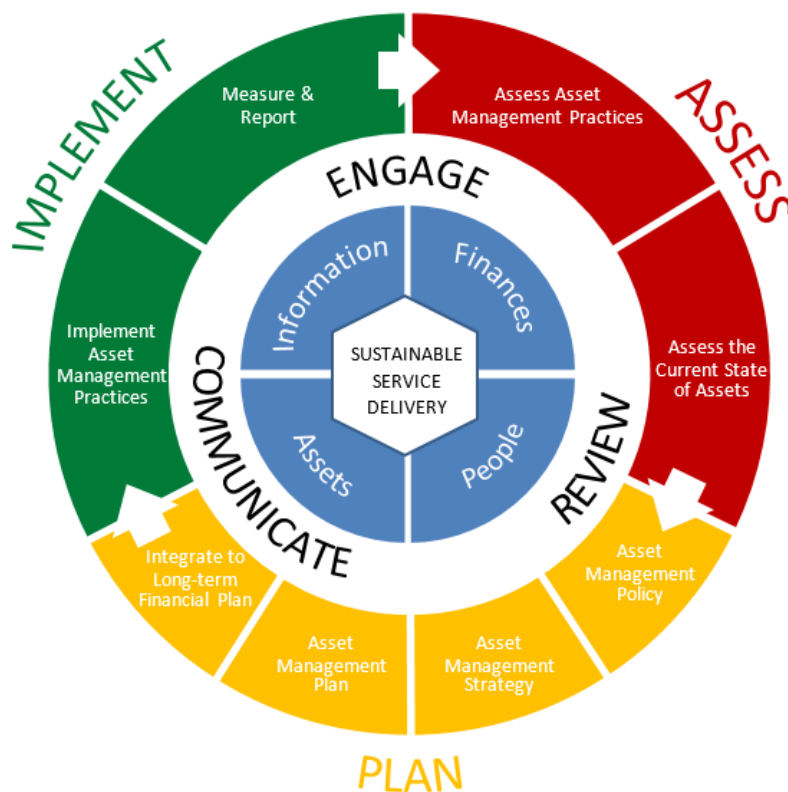 IMPLEMENT
ASSESS
PLAN
Measure &
Report
Assess Asset
Management Practices
Assess the
Current State
of Assets
Asset
Management
Policy
Asset
Management
Strategy
Asset
Management
Plan
Integrate to
Long-term
Financial Plan
Implement
Asset
Management
Practices
ENGAGE
REVIEW
COMMUNICATE
Information
Finances
People
Assets
SUSTAINABLE
SERVICE
DELIVERY